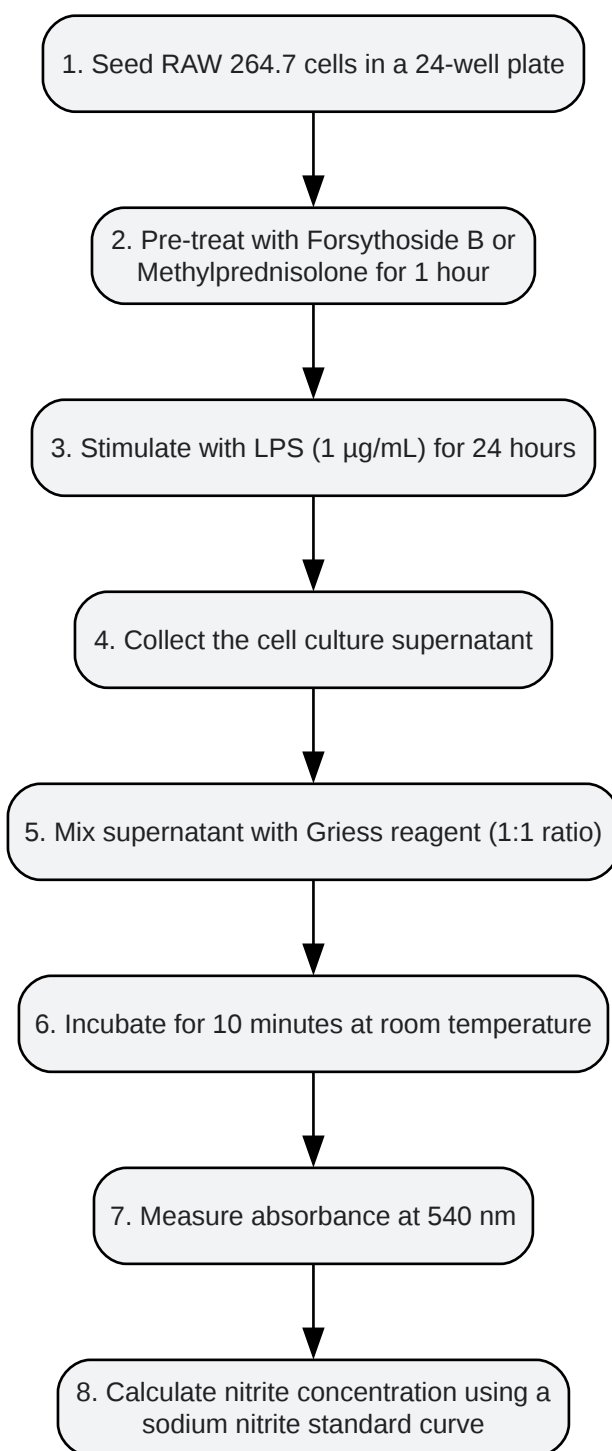 1. Seed RAW 264.7 cells in a 24-well plate
2. Pre-treat with Forsythoside B or
Methylprednisolone for 1 hour
3. Stimulate with LPS (1 µg/mL) for 24 hours
4. Collect the cell culture supernatant
5. Mix supernatant with Griess reagent (1:1 ratio)
6. Incubate for 10 minutes at room temperature
7. Measure absorbance at 540 nm
8. Calculate nitrite concentration using a
sodium nitrite standard curve